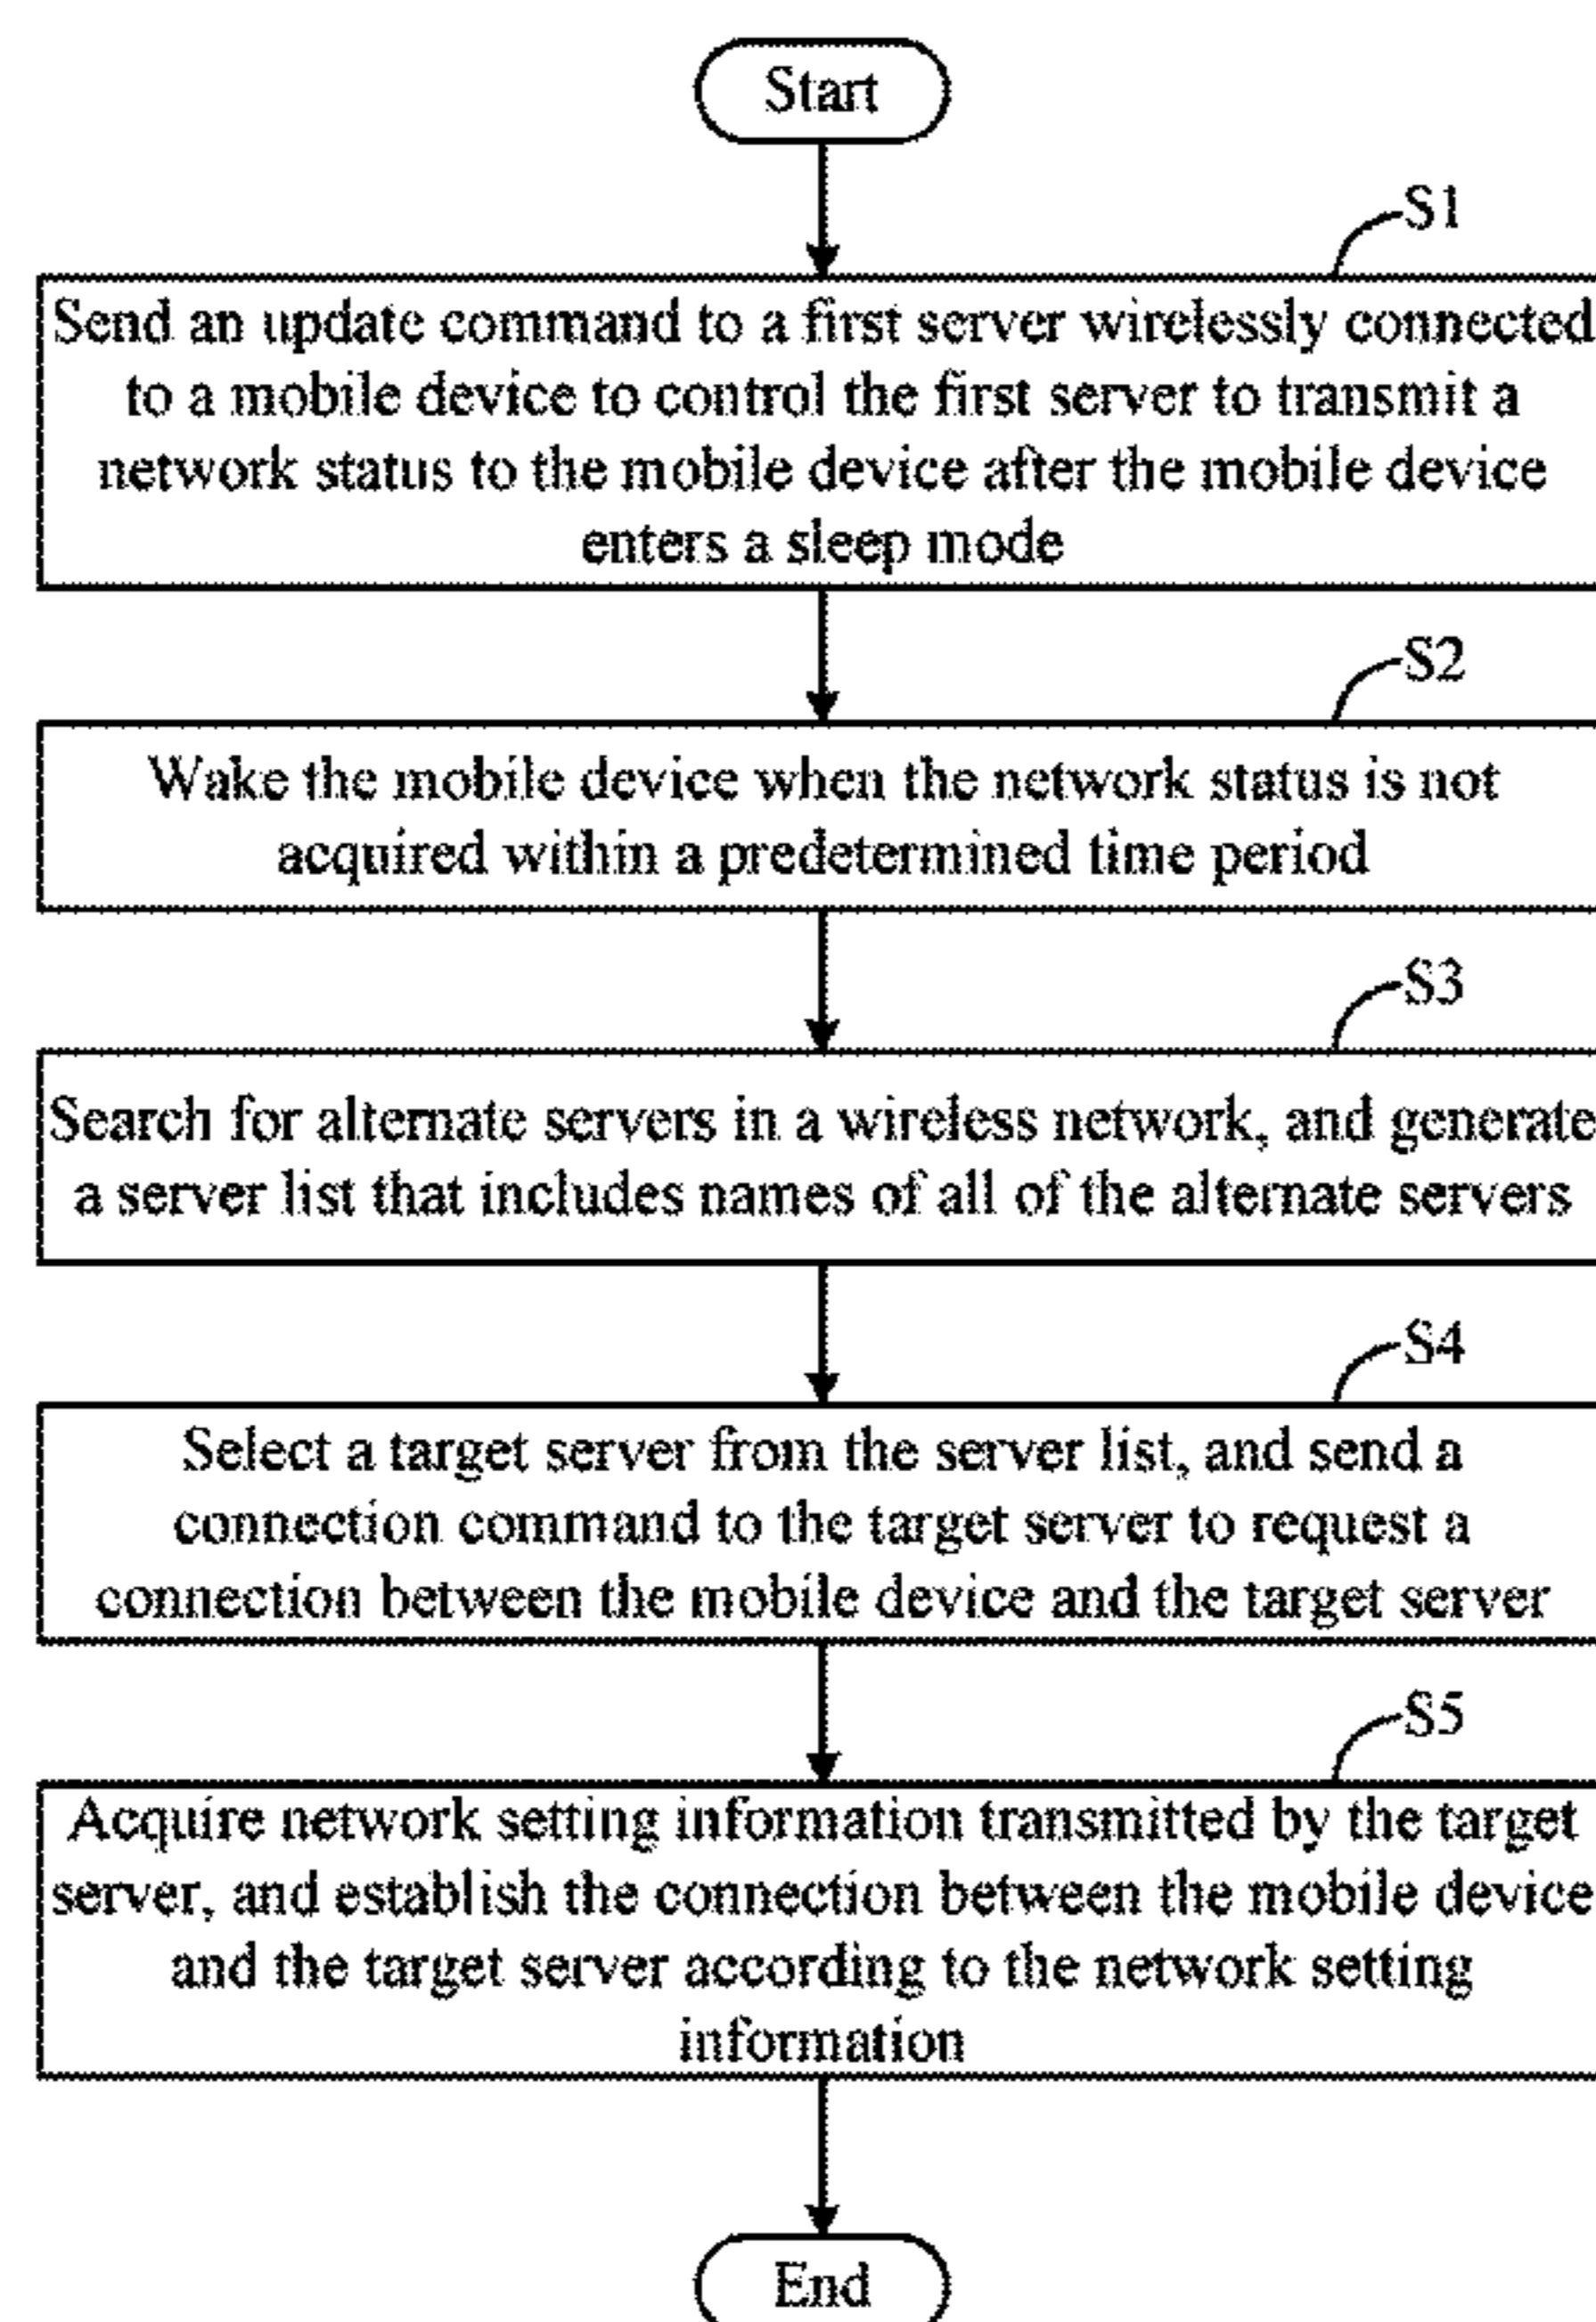 Start
S1
Send an update command to a first server wirelessly connected
to a mobile device to control the first server to transmit a
network status to the mobile device after the mobile device
enters a sleep mode
S2
Wake the mobile device when the network status is not
acquired within a predetermined time period
S3
Search for alternate servers in a wireless network, and generate
a server list that includes names of all of the alternate servers
S4
Select a target server from the server list, and send a
connection command to the target server to request a
connection between the mobile device and the target server
S5
Acquire network setting information transmitted by the target
server, and establish the connection between the mobile device
and the target server according to the network setting
information
End